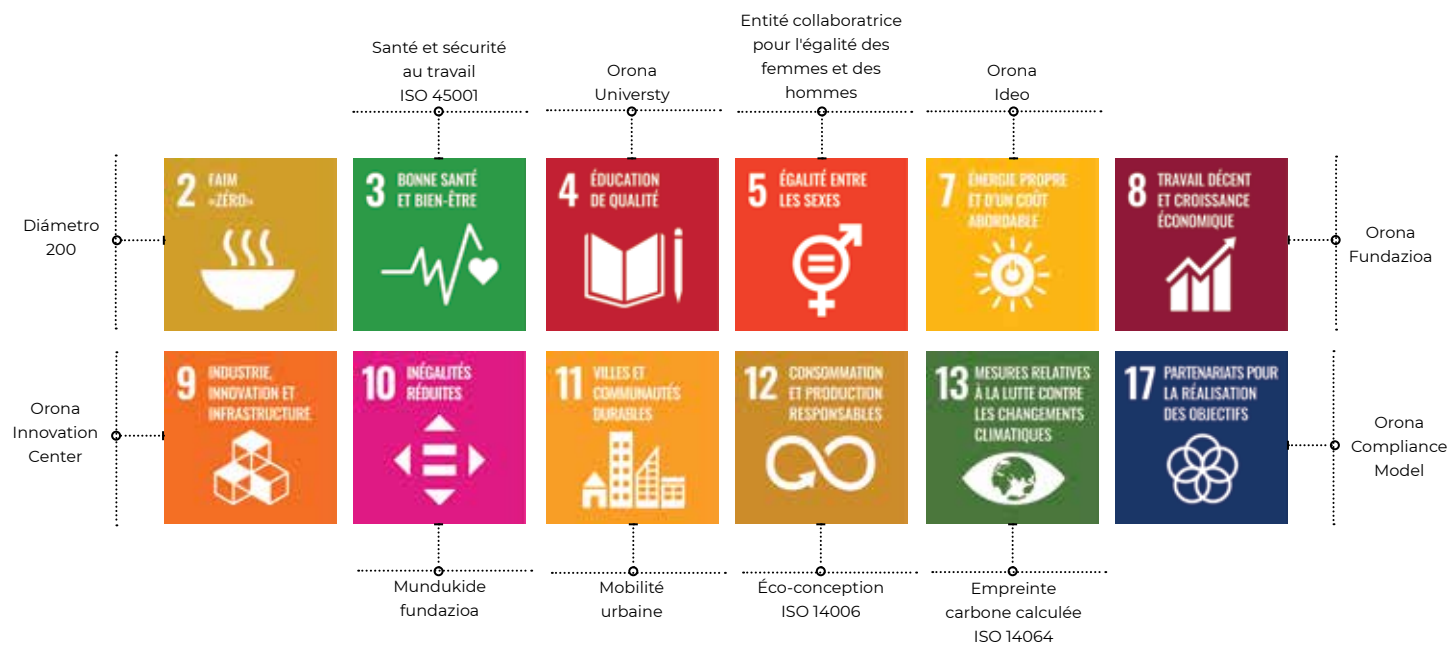 Santé et sécurité
au travail
ISO 45001
Orona
Universty
Entité collaboratrice
pour l'égalité des
femmes et des
hommes
Orona
Ideo
Diámetro
200
2 FAIM
«ZÉRO»
3 BONNE SANTÉ
ET BIEN-ÊTRE
4 ÉDUCATION
DE QUALITÉ
5 ÉGALITÉ ENTRE
LES SEXES
7 ÉNERGIE PROPRE
ET D'UN COÛT
ABORDABLE
8 TRAVAIL DÉCENT
ET CROISSANCE
ÉCONOMIQUE
Orona
Fundazioa
Orona
Innovation
Center
9 INDUSTRIE,
INNOVATION ET
INFRASTRUCTURE
10 INÉGALITÉS
RÉDUITES
11 VILLES ET
COMMUNAUTÉS
DURABLES
12 CONSOMMATION
ET PRODUCTION
RESPONSABLES
13 MESURES RELATIVES
À LA LUTTE CONTRE
LES CHANGEMENTS
CLIMATIQUES
17 PARTENARIATS POUR
LA RÉALISATION
DES OBJECTIFS
Orona
Compliance
Model
Mundukide
fundazioa
Mobilité
urbaine
Éco-conception
ISO 14006
Empreinte
carbone calculée
ISO 14064